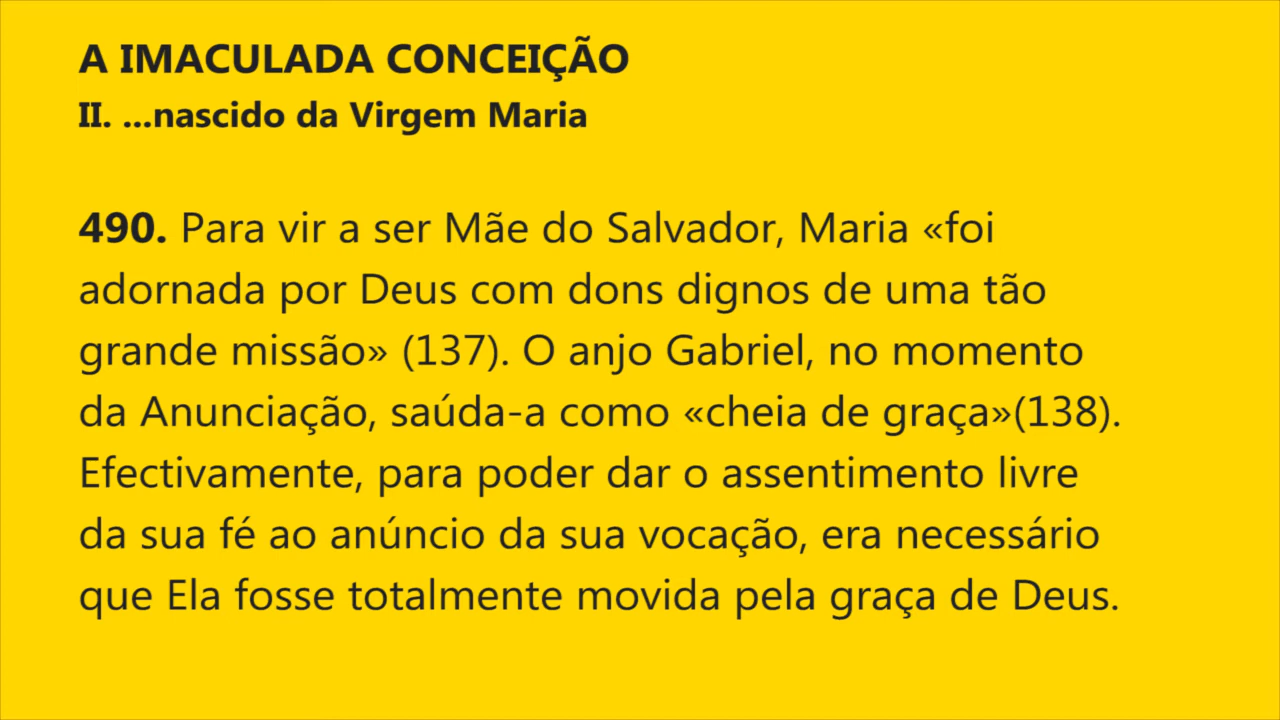 A IMACULADA CONCEIÇÃO
II. ...nascido da Virgem Maria
490. Para vir a ser Mãe do Salvador, Maria «foi
adornada por Deus com dons dignos de uma tão
grande missão» (137). O anjo Gabriel, no momento
da Anunciação, saúda-a como «cheia de graça»(138).
Efectivamente, para poder dar o assentimento livre
da sua fé ao anúncio da sua vocação, era necessário
que Ela fosse totalmente movida pela graça de Deus.